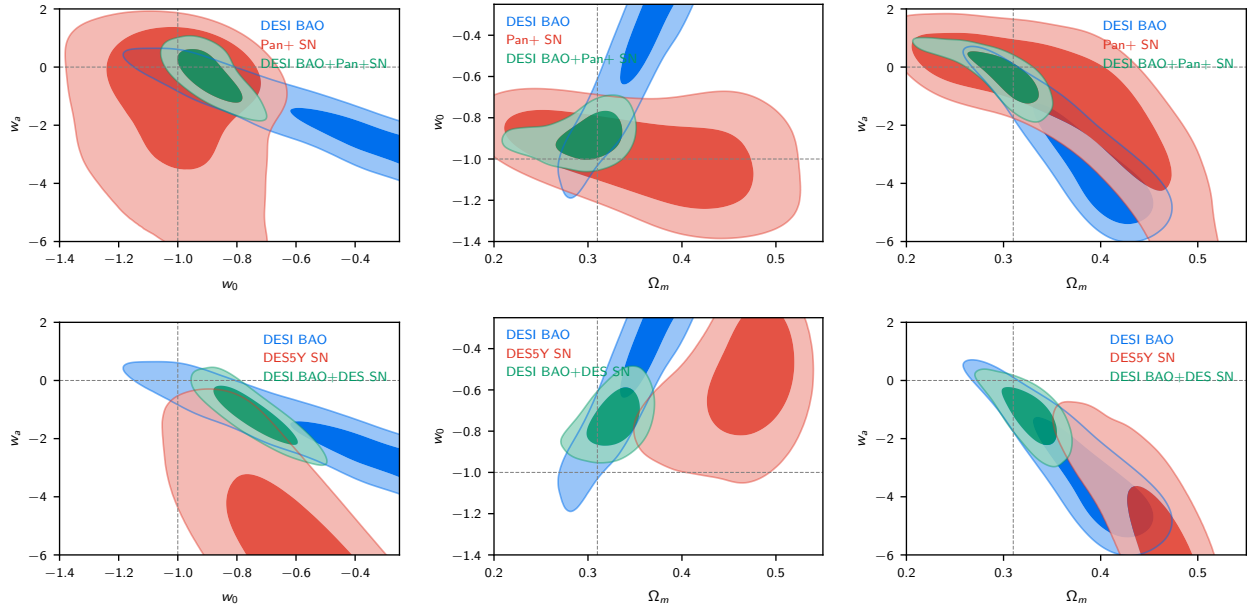 2
0
−2
−4
−6
w_a
−1.4 −1.2 −1.0 −0.8 −0.6 −0.4
w_0
DESI BAO
Pan+ SN
DESI BAO+Pan+SN
−0.4
−0.6
−0.8
−1.0
−1.4
w_0
0.2 0.3 0.4 0.5
Ω_m
DESI BAO
Pan+ SN
DESI BAO+Pan+ SN
2
0
−2
−4
−6
w_a
0.2 0.3 0.4 0.5
Ω_m
DESI BAO
Pan+ SN
DESI BAO+Pan+ SN
2
0
−2
−4
−6
w_a
−1.4 −1.2 −1.0 −0.8 −0.6 −0.4
w_0
DESI BAO
DES5Y SN
DESI BAO+DES SN
−0.4
−0.6
−0.8
−1.0
−1.4
w_0
0.2 0.3 0.4 0.5
Ω_m
DESI BAO
DES5Y SN
DESI BAO+DES SN
2
0
−2
−4
−6
w_a
0.2 0.3 0.4 0.5
Ω_m
DESI BAO
DES5Y SN
DESI BAO+DES SN